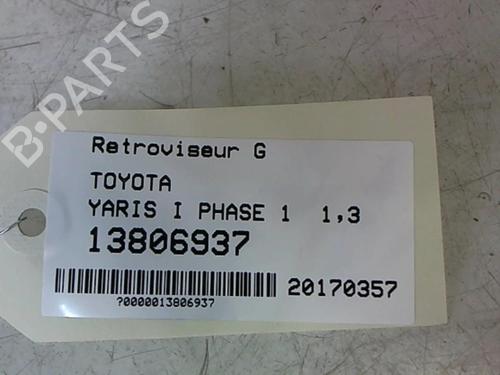 B-PARTS
Retroviseur G
TOYOTA
YARIS I PHASE 1 1,3
13806937
20170357
?0000013806937